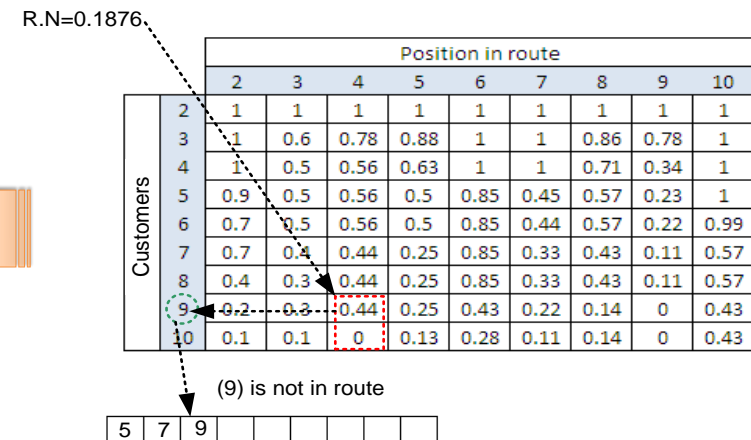 R.N=0.1876
Position in route
2 3 4 5 6 7 8 9 10
Customers
2 1 1 1 1 1 1 1 1 1
3 1 0.6 0.78 0.88 1 1 0.86 0.78 1
4 1 0.5 0.56 0.63 1 1 0.71 0.34 1
5 0.9 0.5 0.56 0.5 0.85 0.45 0.57 0.23 1
6 0.7 0.5 0.56 0.5 0.85 0.44 0.57 0.22 0.99
7 0.7 0.4 0.44 0.25 0.85 0.33 0.43 0.11 0.57
8 0.4 0.3 0.44 0.25 0.85 0.33 0.43 0.11 0.57
9 0.2 0.3 0.44 0.25 0.43 0.22 0.14 0 0.43
10 0.1 0.1 0 0.13 0.28 0.11 0.14 0 0.43
(9) is not in route
5 7 9